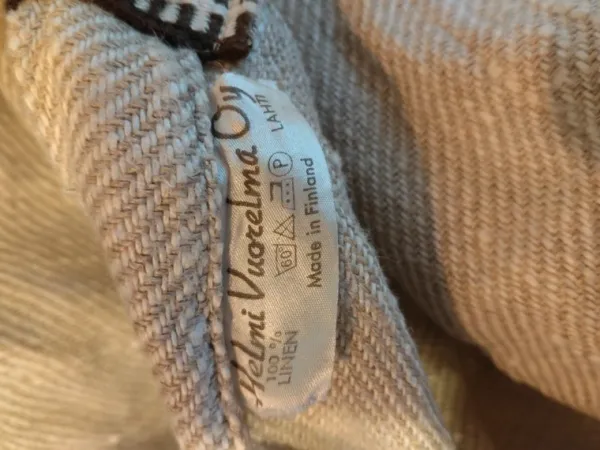 Helmi Vuorelma Oy
100 %
LINEN
60°
P
LAHTI
Made in Finland